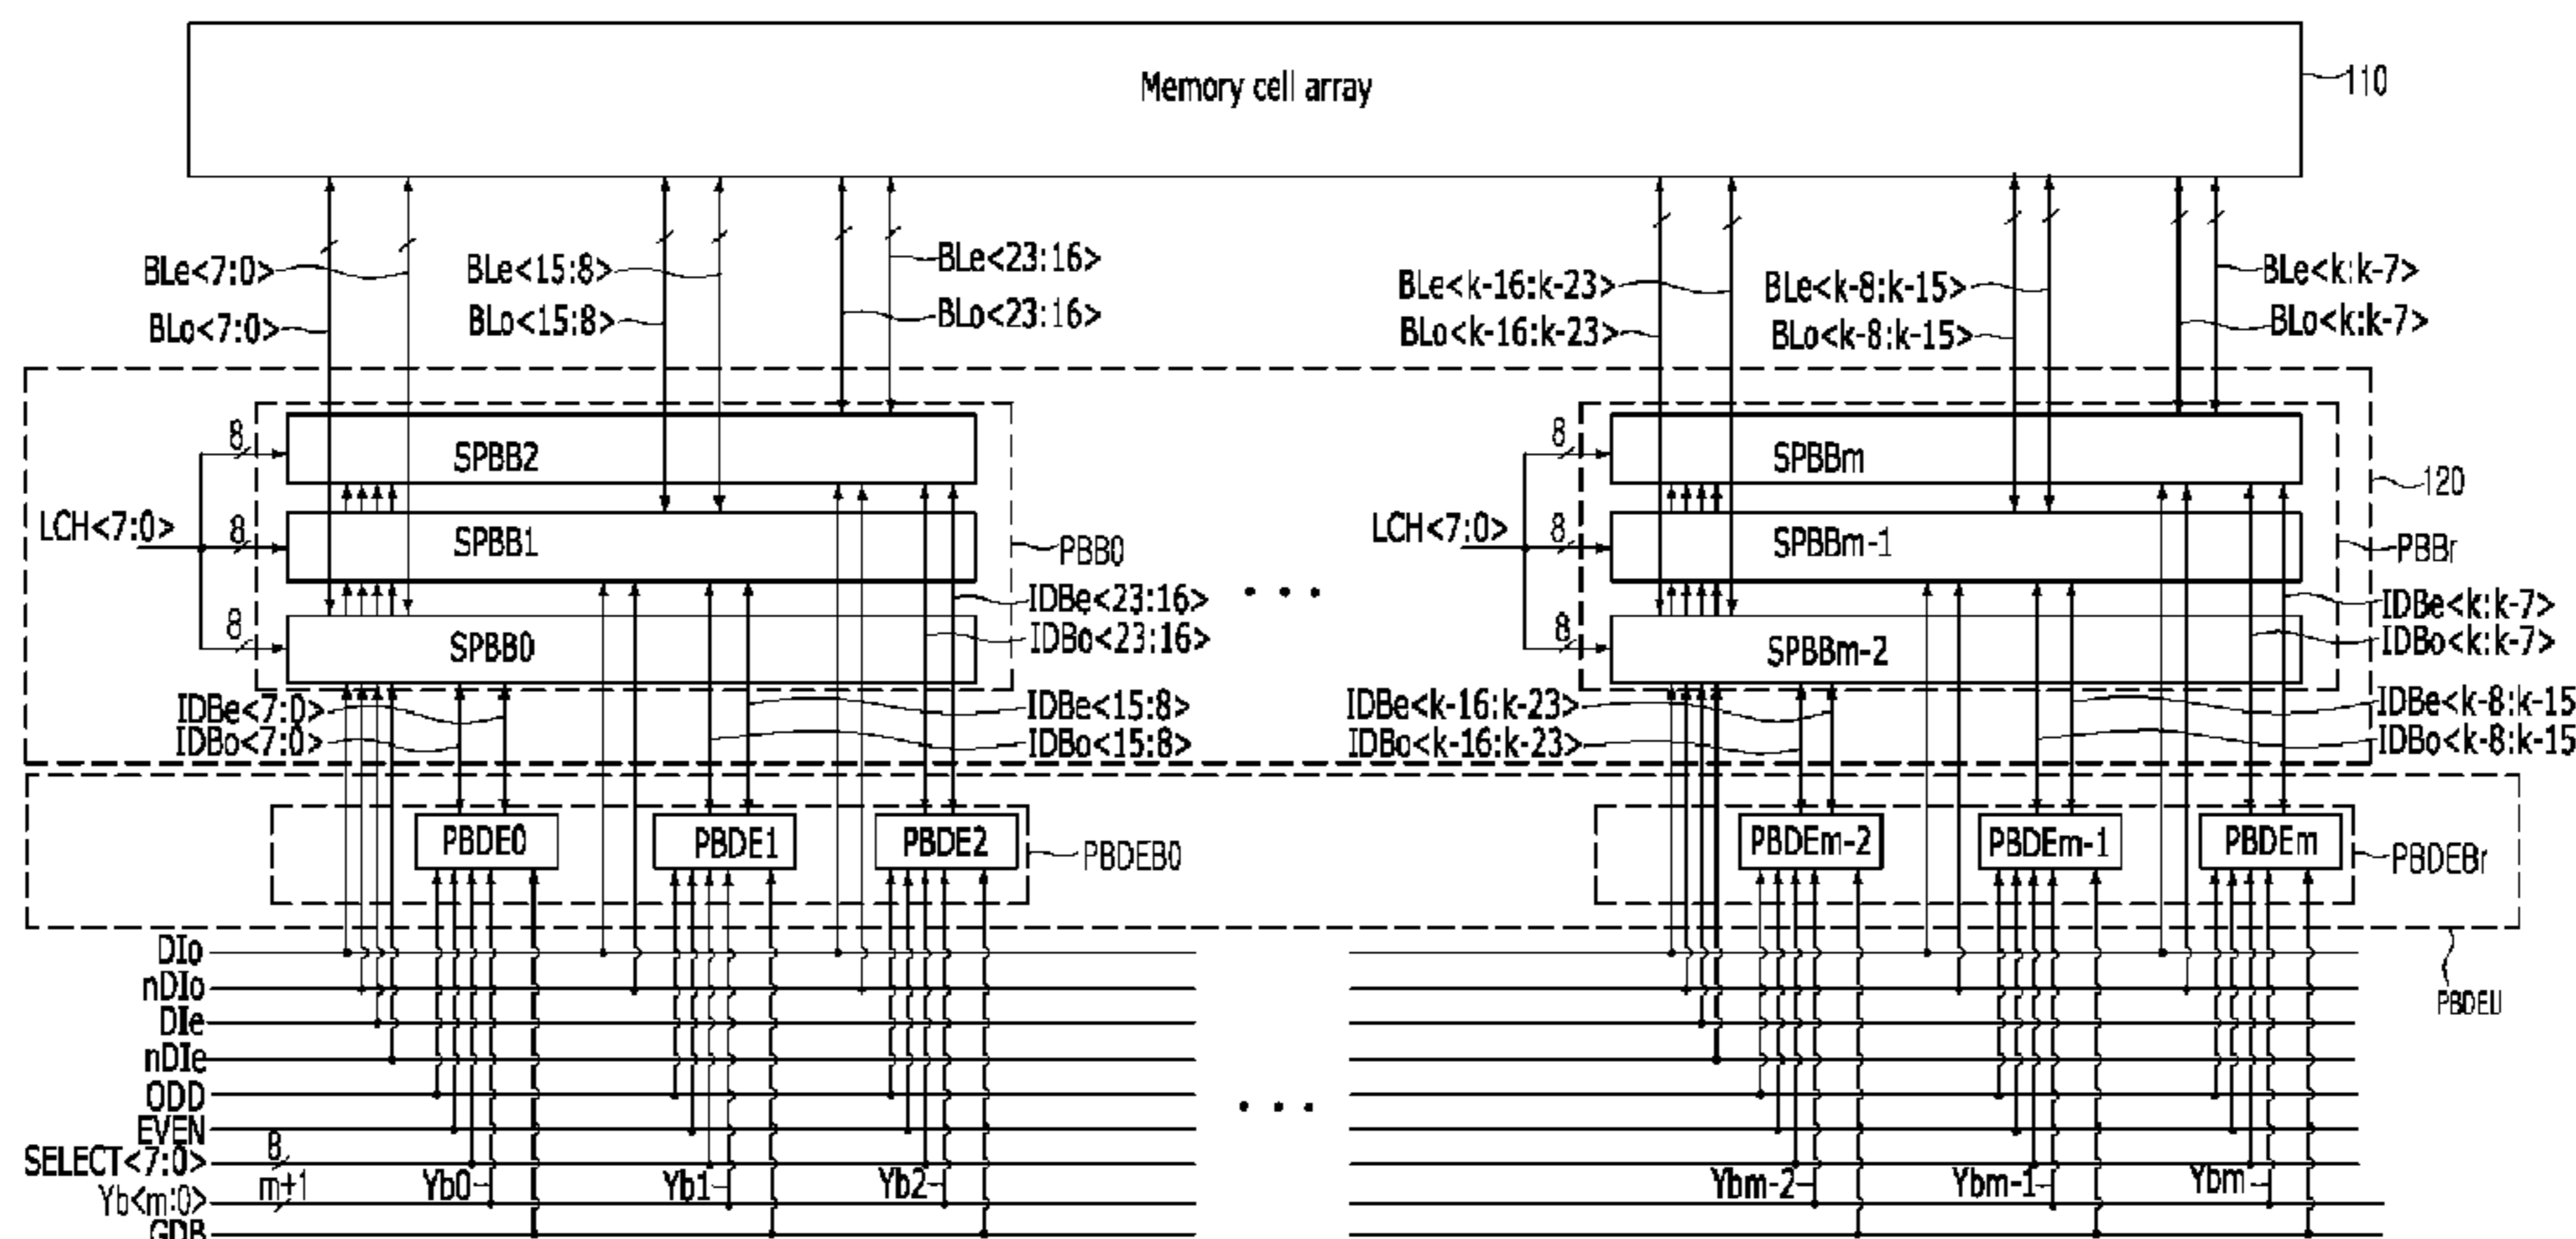 Memory cell array
110
BLe<7:0>
BLo<7:0>
BLe<15:8>
BLo<15:8>
BLe<23:16>
BLo<23:16>
BLe<k-16:k-23>
BLo<k-16:k-23>
BLe<k-8:k-15>
BLo<k-8:k-15>
BLe<k:k-7>
BLo<k:k-7>
8
SPBB2
LCH<7:0>
8
SPBB1
8
SPBB0
PBB0
IDBe<23:16>
IDBo<23:16>
IDBe<7:0>
IDBo<7:0>
IDBe<15:8>
IDBo<15:8>
8
SPBBm
LCH<7:0>
8
SPBBm-1
8
SPBBm-2
120
PBBr
IDBe<k:k-7>
IDBo<k:k-7>
IDBe<k-16:k-23>
IDBo<k-16:k-23>
IDBe<k-8:k-15
IDBo<k-8:k-15
PBDE0
PBDE1
PBDE2
PBDEB0
PBDEm-2
PBDEm-1
PBDEm
PBDEBr
PBDEU
DIo
nDIo
DIe
nDIe
ODD
EVEN
SELECT<7:0>
8
Yb<m:0>
m+1
Yb0
Yb1
Yb2
Ybm-2
Ybm-1
Ybm
GDB